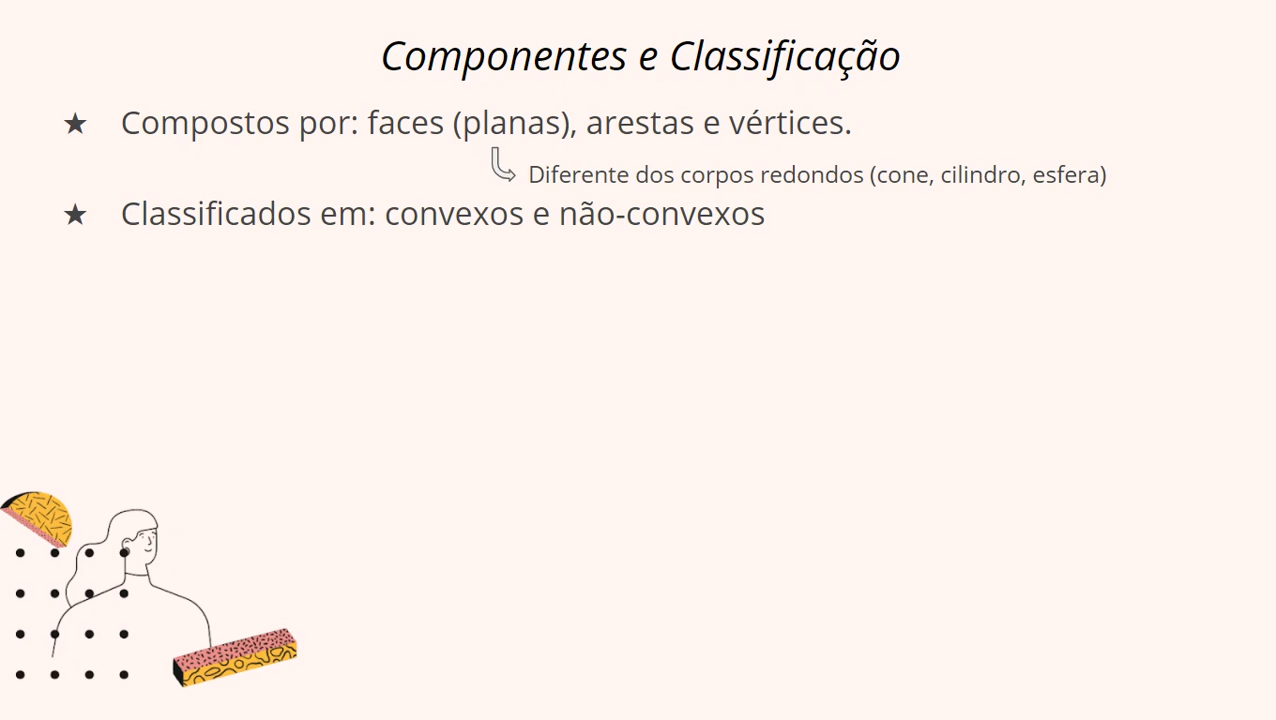 Componentes e Classificação
★ Compostos por: faces (planas), arestas e vértices.
Diferente dos corpos redondos (cone, cilindro, esfera)
★ Classificados em: convexos e não-convexos